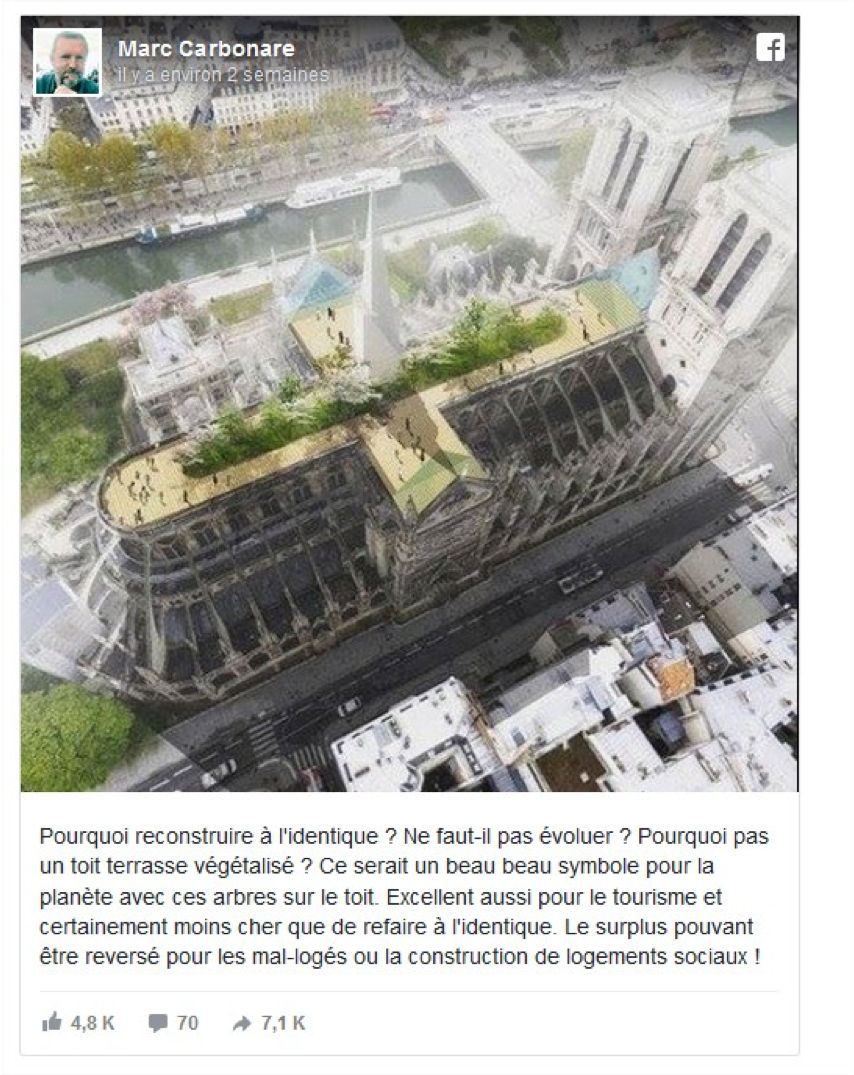 Marc Carbonare
il y a environ 2 semaines
Pourquoi reconstruire à l'identique ? Ne faut-il pas évoluer ? Pourquoi pas
un toit terrasse végétalisé ? Ce serait un beau beau symbole pour la
planète avec ces arbres sur le toit. Excellent aussi pour le tourisme et
certainement moins cher que de refaire à l'identique. Le surplus pouvant
être reversé pour les mal-logés ou la construction de logements sociaux !
4,8 K 70 7,1 K